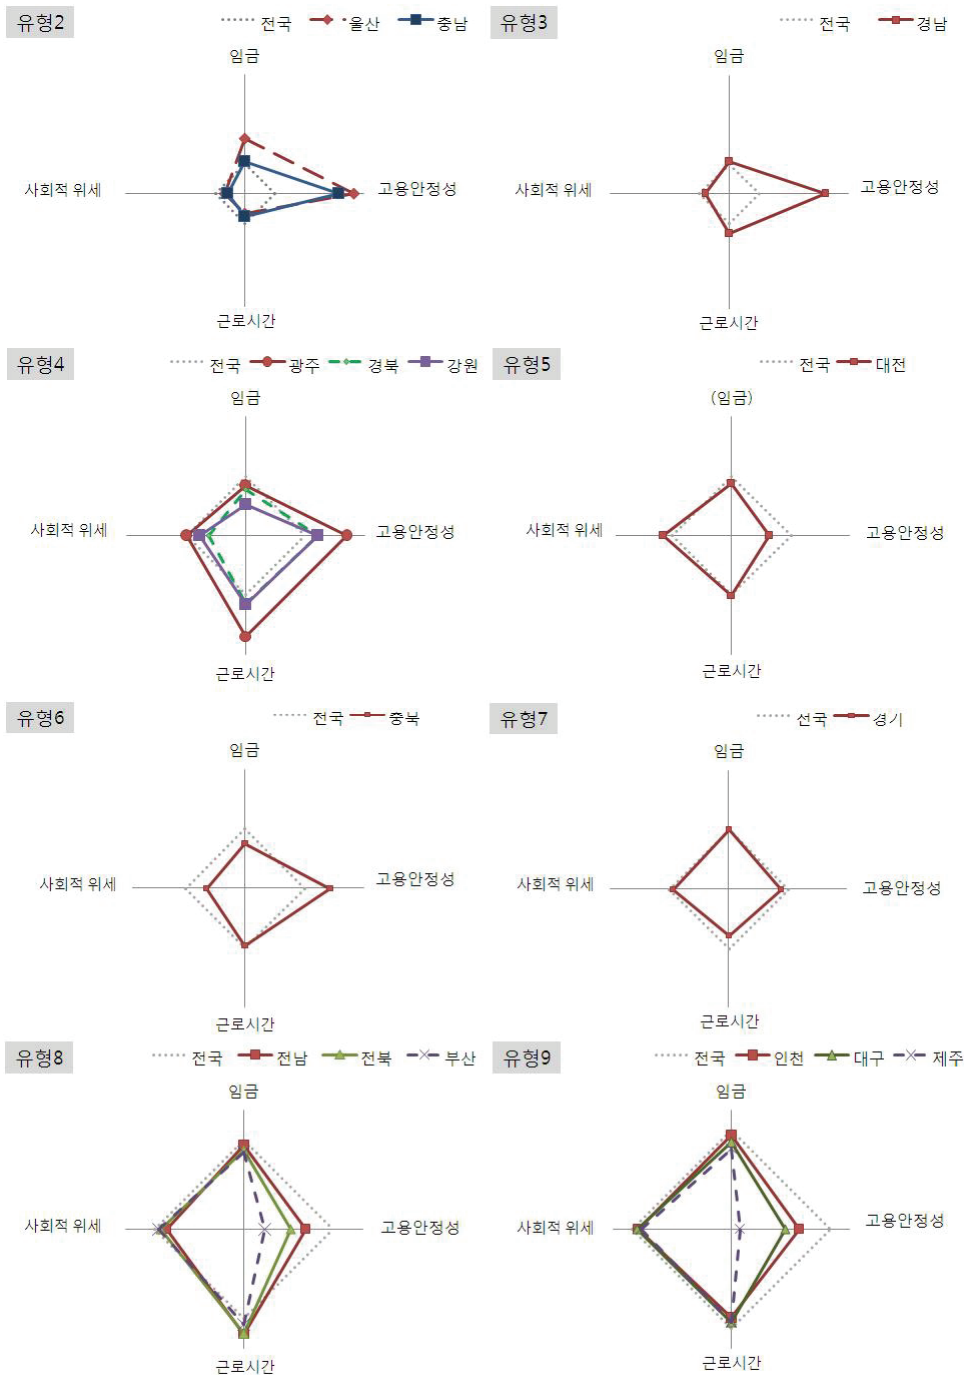 유형2
전국 울산 충남
임금
사회적 위세
고용안정성
근로시간
유형3
전국 경남
임금
사회적 위세
고용안정성
근로시간
유형4
전국 광주 경북 강원
임금
사회적 위세
고용안정성
근로시간
유형5
전국 대전
(임금)
사회적 위세
고용안정성
근로시간
유형6
전국 충북
임금
사회적 위세
고용안정성
근로시간
유형7
전국 경기
임금
사회적 위세
고용안정성
근로시간
유형8
전국 전남 전북 부산
임금
사회적 위세
고용안정성
근로시간
유형9
전국 인천 대구 제주
임금
사회적 위세
고용안정성
근로시간